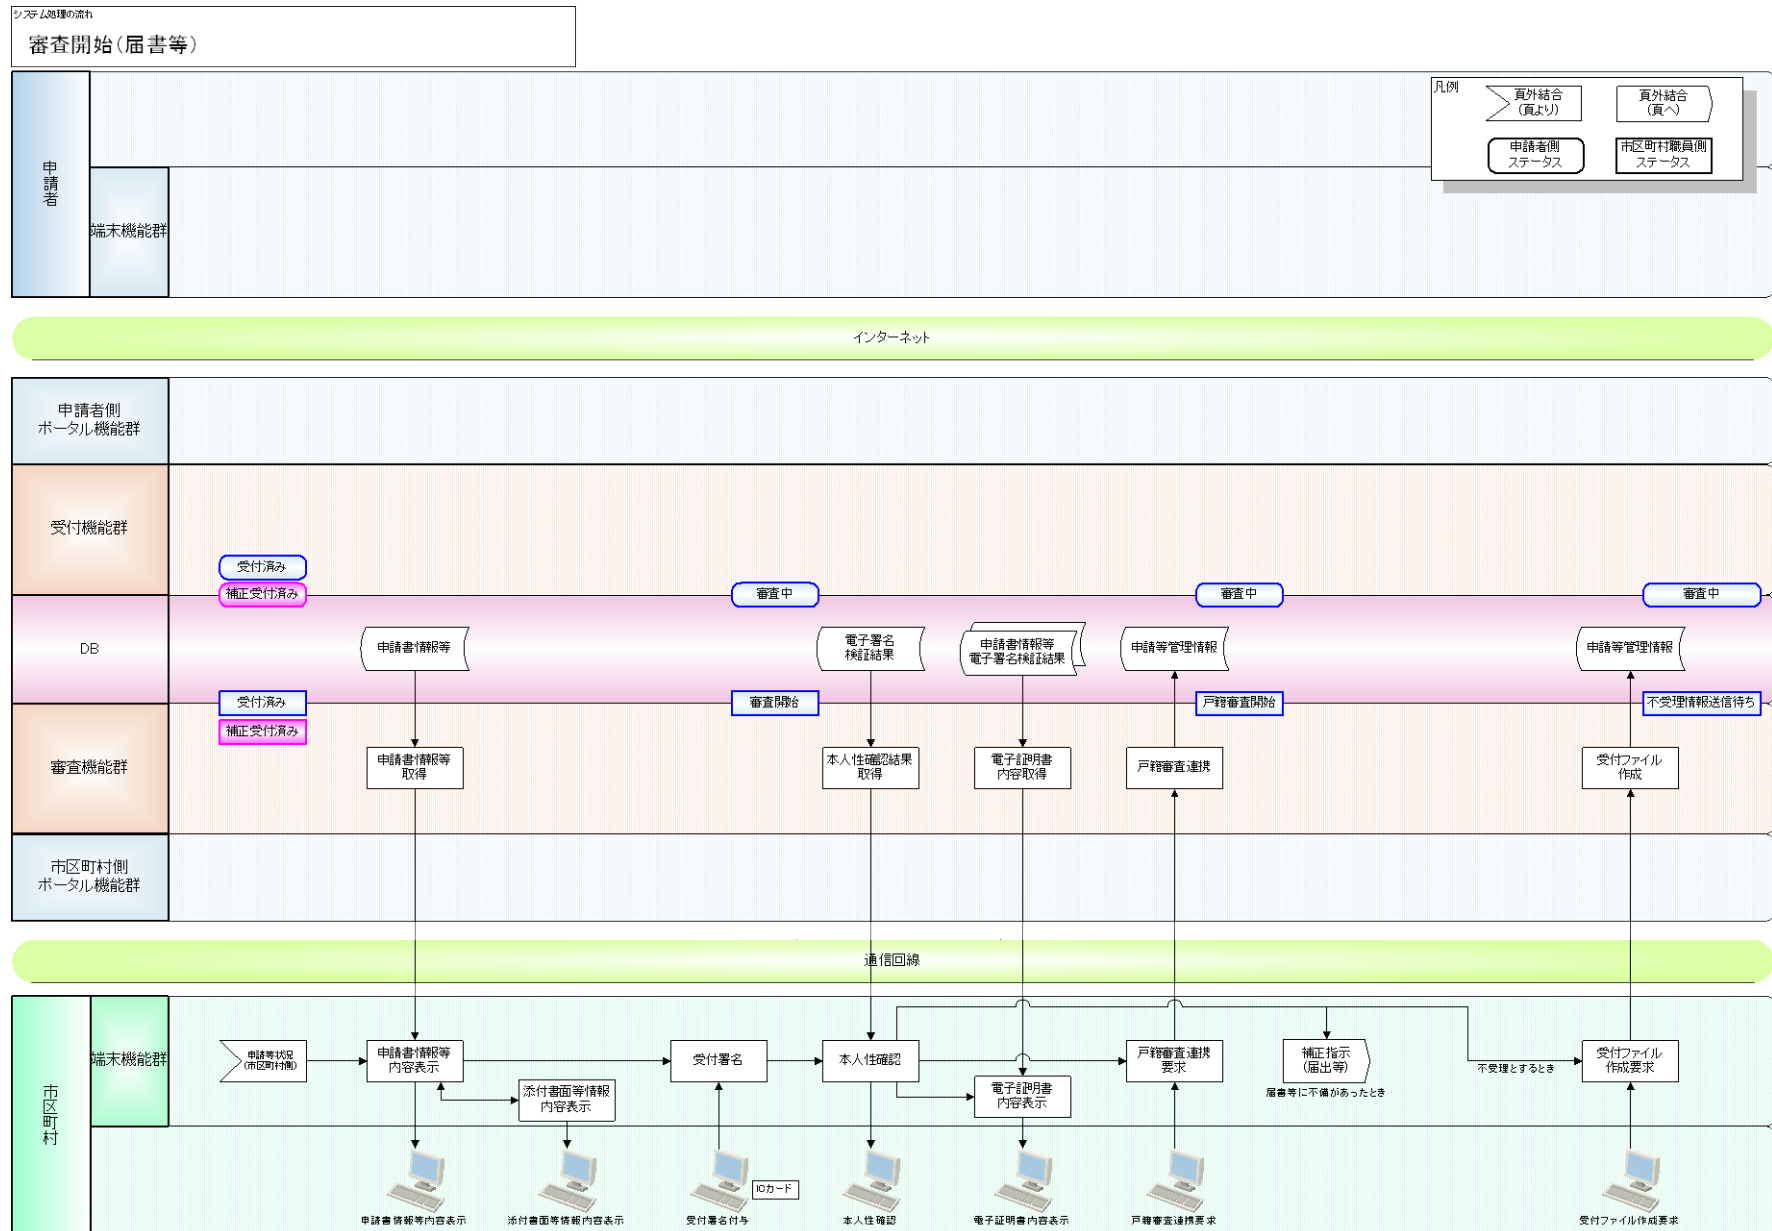 システム処理の流れ
審査開始(届書等)
凡例
頁外結合
(頁より)
頁外結合
(頁へ)
申請者側
ステータス
市区町村職員側
ステータス
申請者
端末機能群
インターネット
申請者側
ポータル機能群
受付機能群
受付済み
補正受付済み
審査中
審査中
審査中
DB
申請書情報等
電子署名
検証結果
申請書情報等
電子署名検証結果
申請等管理情報
申請等管理情報
受付済み
補正受付済み
審査開始
戸籍審査開始
不受理情報送信待ち
審査機能群
申請書情報等
取得
本人性確認結果
取得
電子証明書
内容取得
戸籍審査連携
受付ファイル
作成
市区町村側
ポータル機能群
通信回線
市区町村
端末機能群
申請等状況
(市区町村側)
申請書情報等
内容表示
添付書面等情報
内容表示
受付署名
本人性確認
電子証明書
内容表示
戸籍審査連携
要求
補正指示
(届出等)
届書等に不備があったとき
不受理とするとき
受付ファイル
作成要求
ICカード
申請書情報等内容表示
添付書面等情報内容表示
受付署名付与
本人性確認
電子証明書内容表示
戸籍審査連携要求
受付ファイル作成要求